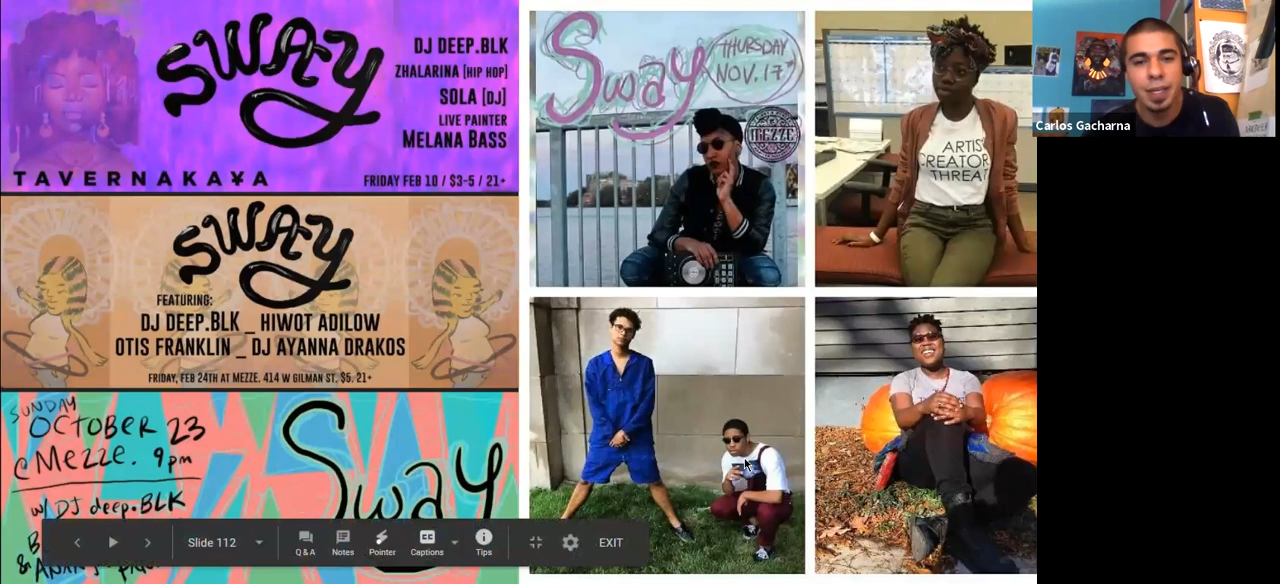 SWAY
DJ DEEP.BLK
ZHALARINA [HIP HOP]
SOLA [DJ]
LIVE PAINTER
MELANA BASS
TAVERNAKA¥A
FRIDAY FEB 10 / $3-5 / 21+
SWAY
FEATURING:
DJ DEEP.BLK _ HIWOT ADILOW
OTIS FRANKLIN _ DJ AYANNA DRAKOS
FRIDAY, FEB 24TH AT MEZZE. 414 W GILMAN ST. $5. 21+
SUNDAY
OCTOBER 23
@ MEZZE. 9pm
w/ DJ deep.BLK
Sway
Sway
THURSDAY
NOV. 17th
MEZZE
ARTIST
CREATOR
THREAT
Carlos Gacharna
Slide 112
Q & A
Notes
Pointer
Captions
Tips
EXIT
CC